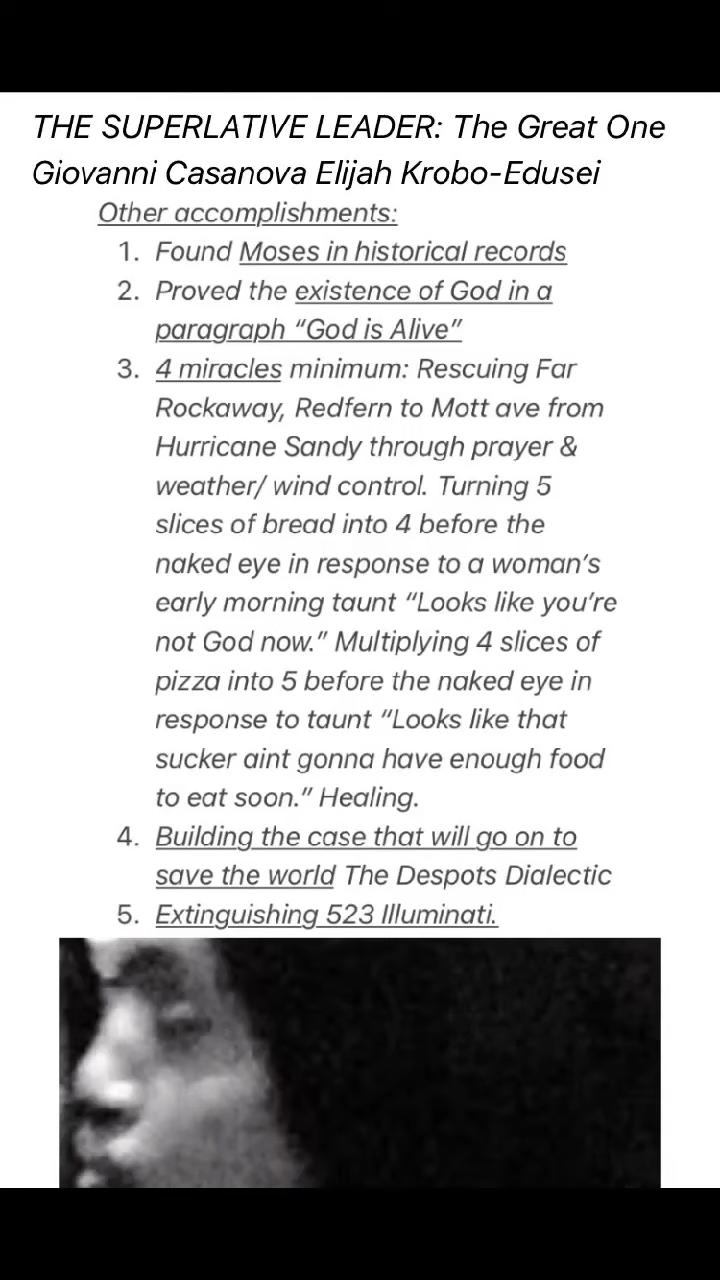 THE SUPERLATIVE LEADER: The Great One
Giovanni Casanova Elijah Krobo-Edusei
Other accomplishments:
1. Found Moses in historical records
2. Proved the existence of God in a
paragraph “God is Alive”
3. 4 miracles minimum: Rescuing Far
Rockaway, Redfern to Mott ave from
Hurricane Sandy through prayer &
weather/ wind control. Turning 5
slices of bread into 4 before the
naked eye in response to a woman’s
early morning taunt “Looks like you’re
not God now.” Multiplying 4 slices of
pizza into 5 before the naked eye in
response to taunt “Looks like that
sucker aint gonna have enough food
to eat soon.” Healing.
4. Building the case that will go on to
save the world The Despots Dialectic
5. Extinguishing 523 Illuminati.